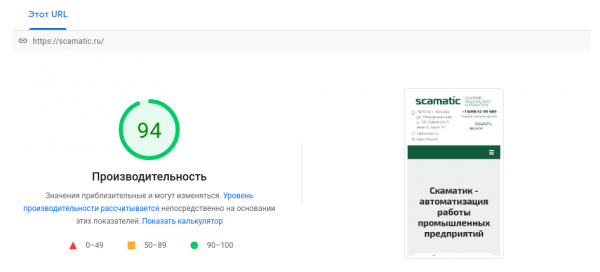 Этот URL
https://scamatic.ru/
94
Производительность
Значения приблизительные и могут изменяться. Уровень
производительности рассчитывается непосредственно на основании
этих показателей. Показать калькулятор
0–49
50–89
90–100
scamatic
Скаматик -
автоматизация
работы
промышленных
предприятий